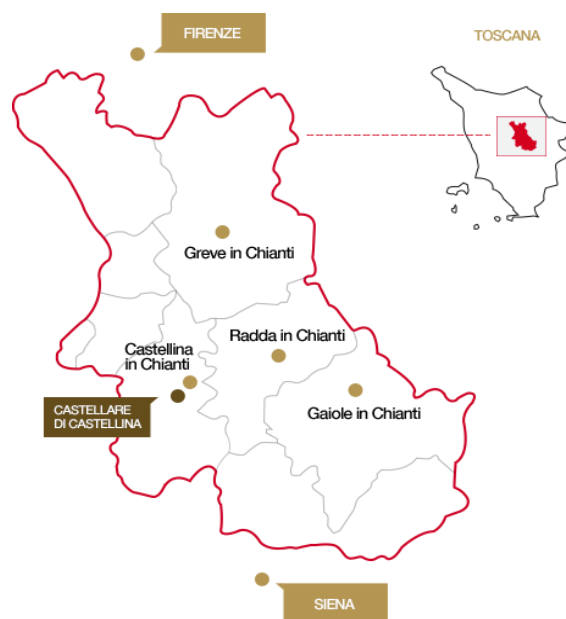 FIRENZE
TOSCANA
Greve in Chianti
Radda in Chianti
Castellina
in Chianti
CASTELLARE
DI CASTELLINA
Gaiole in Chianti
SIENA